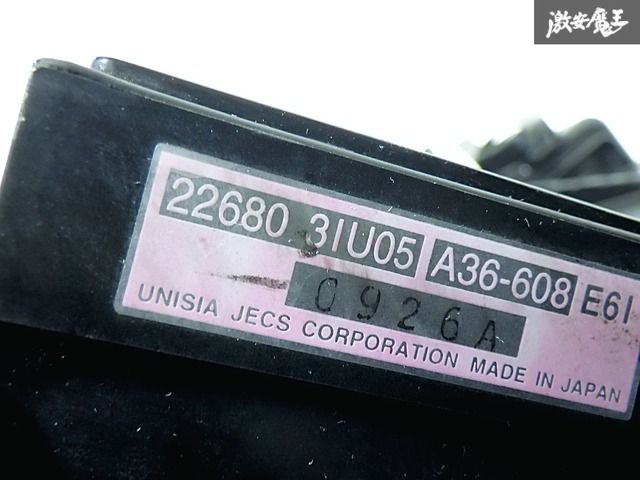 激安魔王
22680 31U05 A36-608 E61
0926A
UNISIA JECS CORPORATION MADE IN JAPAN